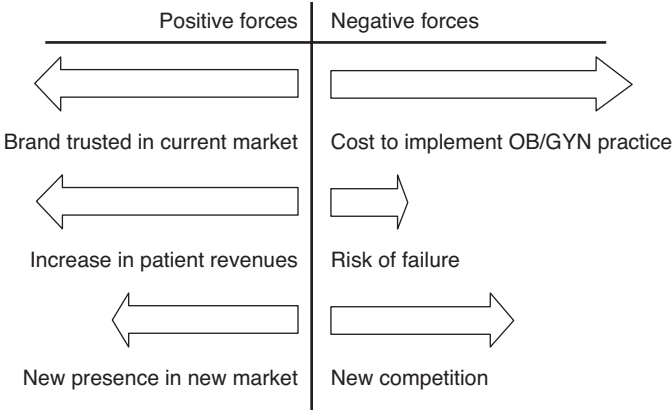 Positive forces
Negative forces
Brand trusted in current market
Cost to implement OB/GYN practice
Increase in patient revenues
Risk of failure
New presence in new market
New competition